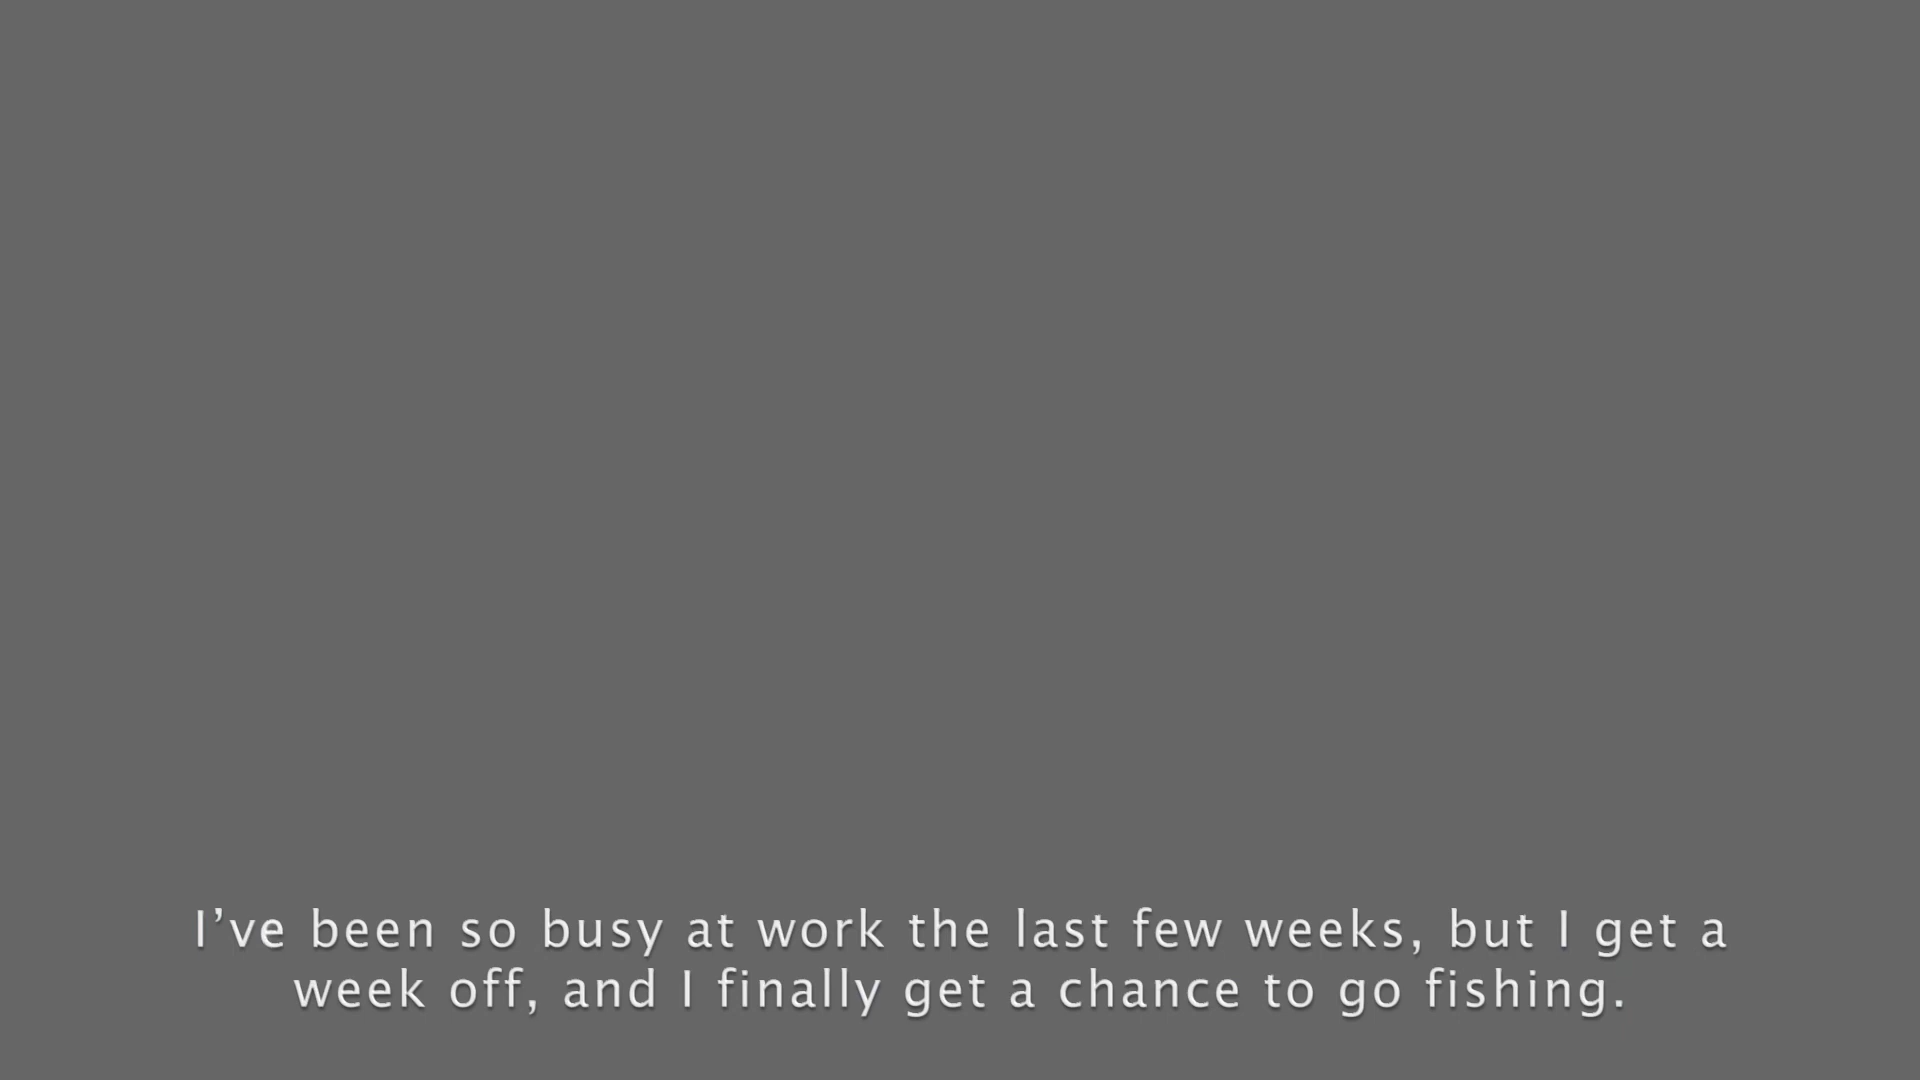 I’ve been so busy at work the last few weeks, but I get a
week off, and I finally get a chance to go fishing.